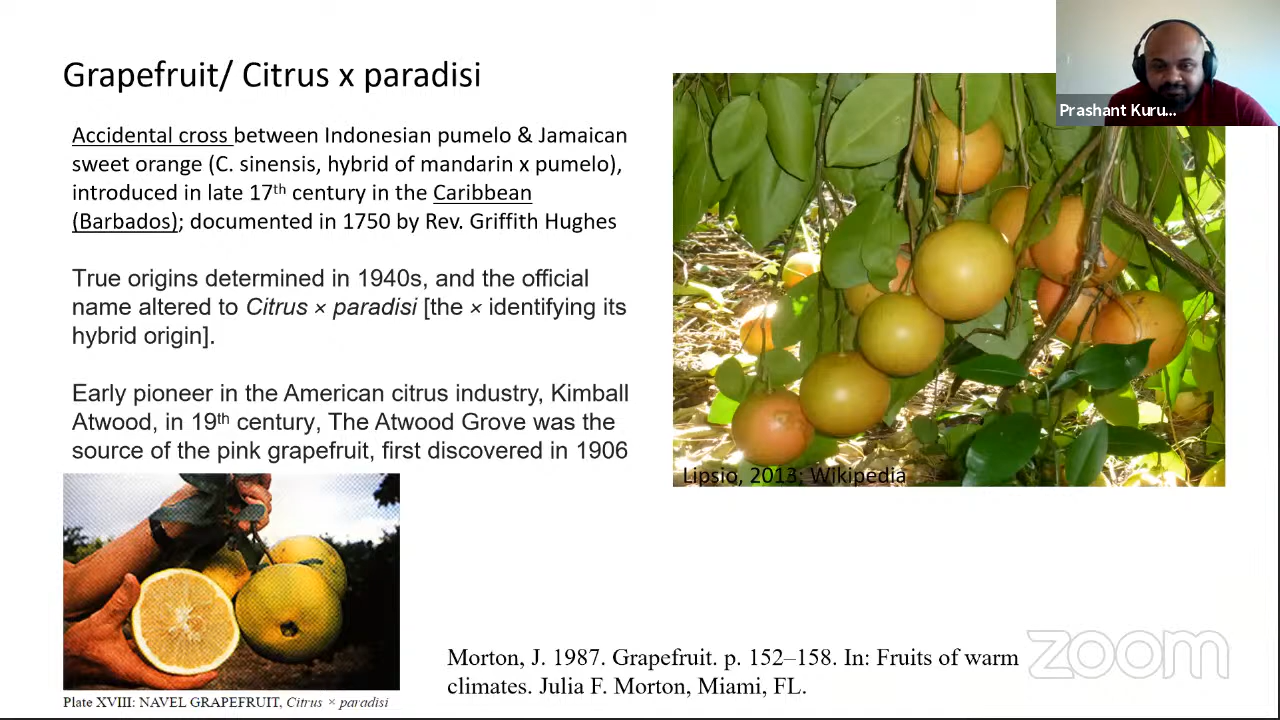 Grapefruit/ Citrus x paradisi
Accidental cross between Indonesian pumelo & Jamaican
sweet orange (C. sinensis, hybrid of mandarin x pumelo),
introduced in late 17th century in the Caribbean
(Barbados); documented in 1750 by Rev. Griffith Hughes
True origins determined in 1940s, and the official
name altered to Citrus × paradisi [the × identifying its
hybrid origin].
Early pioneer in the American citrus industry, Kimball
Atwood, in 19th century, The Atwood Grove was the
source of the pink grapefruit, first discovered in 1906
Plate XVIII: NAVEL GRAPEFRUIT, Citrus × paradisi
Prashant Kuru...
Lipsio, 2013; Wikipedia
Morton, J. 1987. Grapefruit. p. 152–158. In: Fruits of warm
climates. Julia F. Morton, Miami, FL.
zoom